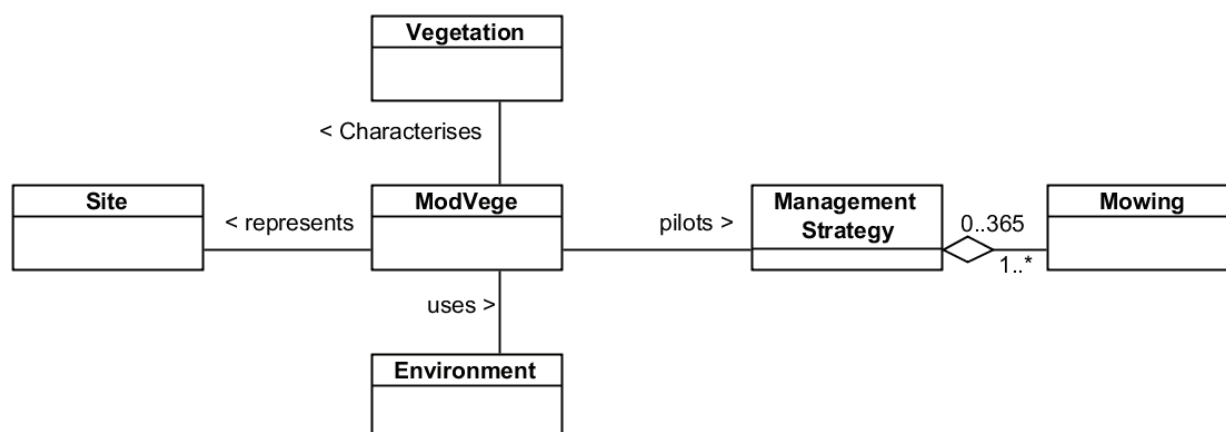 Vegetation
< Characterises
Site
< represents
ModVege
pilots >
Management
Strategy
0..365
1..*
Mowing
uses >
Environment